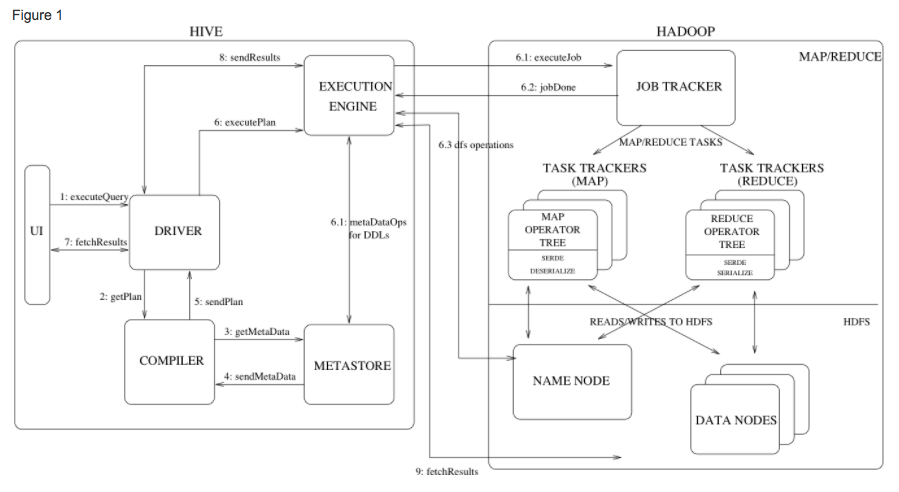 Figure 1
HIVE
HADOOP
MAP/REDUCE
8: sendResults
EXECUTION
ENGINE
6.1: executeJob
6.2: jobDone
JOB TRACKER
6: executePlan
6.3 dfs operations
MAP/REDUCE TASKS
TASK TRACKERS
(MAP)
TASK TRACKERS
(REDUCE)
UI
1: executeQuery
DRIVER
7: fetchResults
6.1: metaDataOps
for DDLs
MAP
OPERATOR
TREE
SERDE
DESERIALIZE
REDUCE
OPERATOR
TREE
SERDE
SERIALIZE
2: getPlan
5: sendPlan
READS/WRITES TO HDFS
HDFS
COMPILER
3: getMetaData
4: sendMetaData
METASTORE
NAME NODE
DATA NODES
9: fetchResults